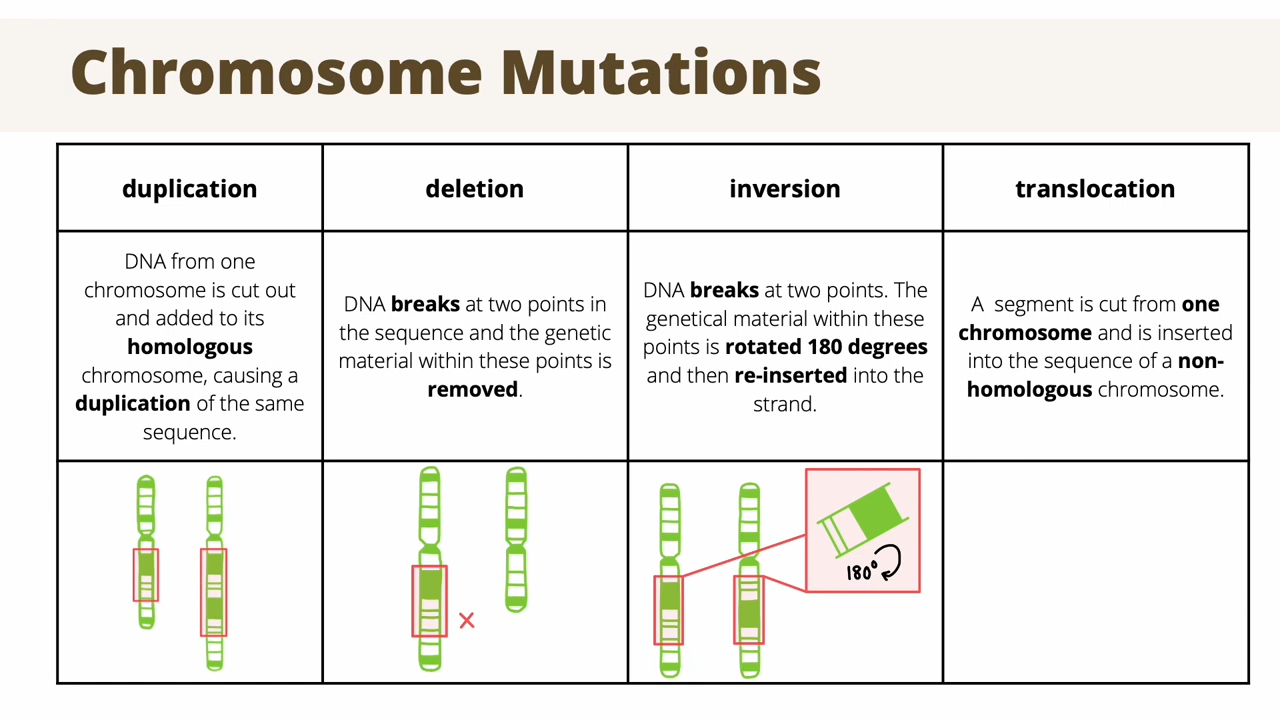 Chromosome Mutations
duplication
deletion
inversion
translocation
DNA from one
chromosome is cut out
and added to its
homologous
chromosome, causing a
duplication of the same
sequence.
DNA breaks at two points in
the sequence and the genetic
material within these points is
removed.
DNA breaks at two points. The
genetical material within these
points is rotated 180 degrees
and then re-inserted into the
strand.
A segment is cut from one
chromosome and is inserted
into the sequence of a non-
homologous chromosome.
180°